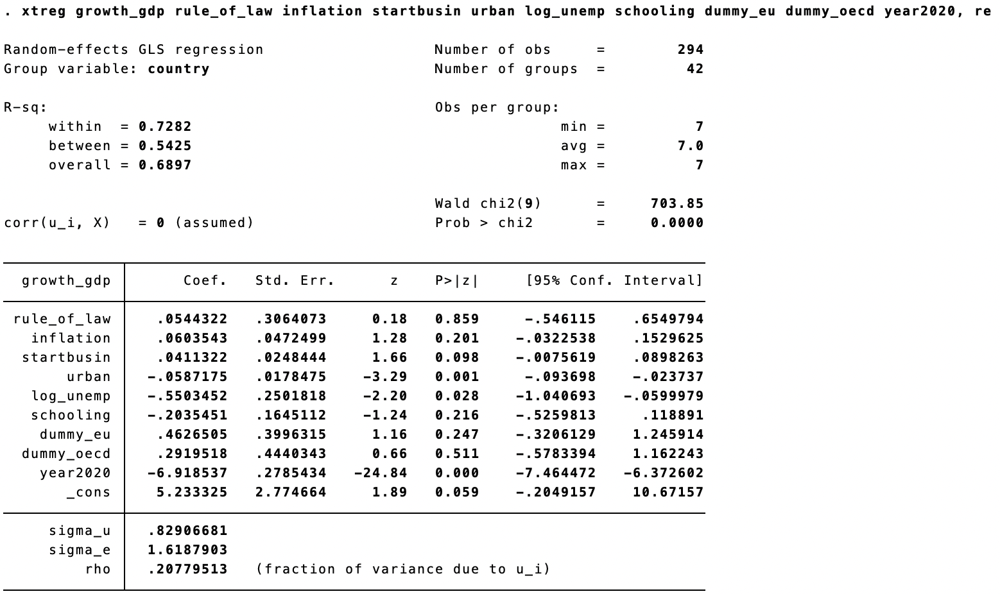 . xtreg growth_gdp rule_of_law inflation startbusin urban log_unemp schooling dummy_eu dummy_oecd year2020, re
Random-effects GLS regression Number of obs = 294
Group variable: country Number of groups = 42
R-sq: Obs per group:
within = 0.7282 min = 7
between = 0.5425 avg = 7.0
overall = 0.6897 max = 7
Wald chi2(9) = 703.85
corr(u_i, X) = 0 (assumed) Prob > chi2 = 0.0000
growth_gdp Coef. Std. Err. z P>|z| [95% Conf. Interval]
rule_of_law .0544322 .3064073 0.18 0.859 -.546115 .6549794
inflation .0603543 .0472499 1.28 0.201 -.0322538 .1529625
startbusin .0411322 .0248444 1.66 0.098 -.0075619 .0898263
urban -.0587175 .0178475 -3.29 0.001 -.093698 -.023737
log_unemp -.5503452 .2501818 -2.20 0.028 -1.040693 -.0599979
schooling -.2035451 .1645112 -1.24 0.216 -.5259813 .118891
dummy_eu .4626505 .3996315 1.16 0.247 -.3206129 1.245914
dummy_oecd .2919518 .4440343 0.66 0.511 -.5783394 1.162243
year2020 -6.918537 .2785434 -24.84 0.000 -7.464472 -6.372602
_cons 5.233325 2.774664 1.89 0.059 -.2049157 10.67157
sigma_u .82906681
sigma_e 1.6187903
rho .20779513 (fraction of variance due to u_i)